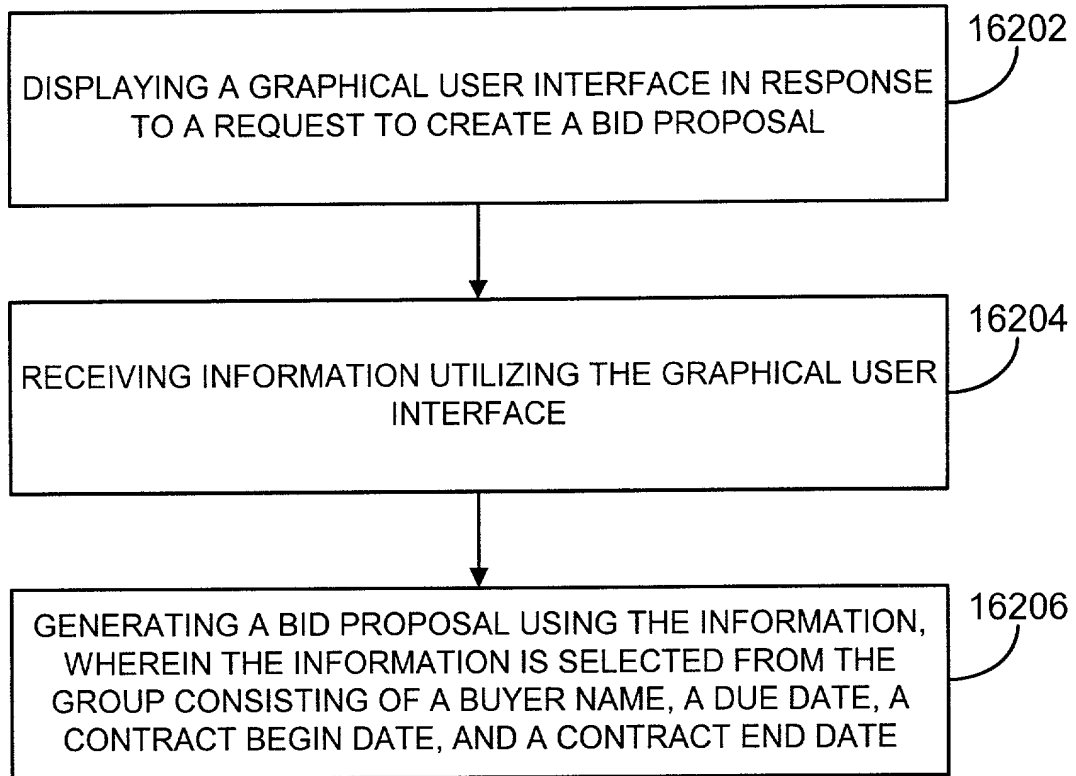 16202
DISPLAYING A GRAPHICAL USER INTERFACE IN RESPONSE
TO A REQUEST TO CREATE A BID PROPOSAL
16204
RECEIVING INFORMATION UTILIZING THE GRAPHICAL USER
INTERFACE
16206
GENERATING A BID PROPOSAL USING THE INFORMATION,
WHEREIN THE INFORMATION IS SELECTED FROM THE
GROUP CONSISTING OF A BUYER NAME, A DUE DATE, A
CONTRACT BEGIN DATE, AND A CONTRACT END DATE